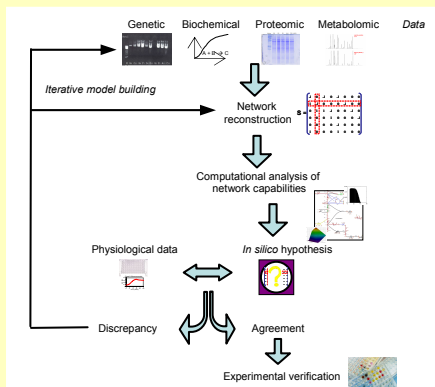 Genetic Biochemical Proteomic Metabolomic Data
A + B C
Iterative model building
Network
reconstruction
S =
Computational analysis of
network capabilities
Physiological data
In silico hypothesis
?
Discrepancy
Agreement
Experimental verification